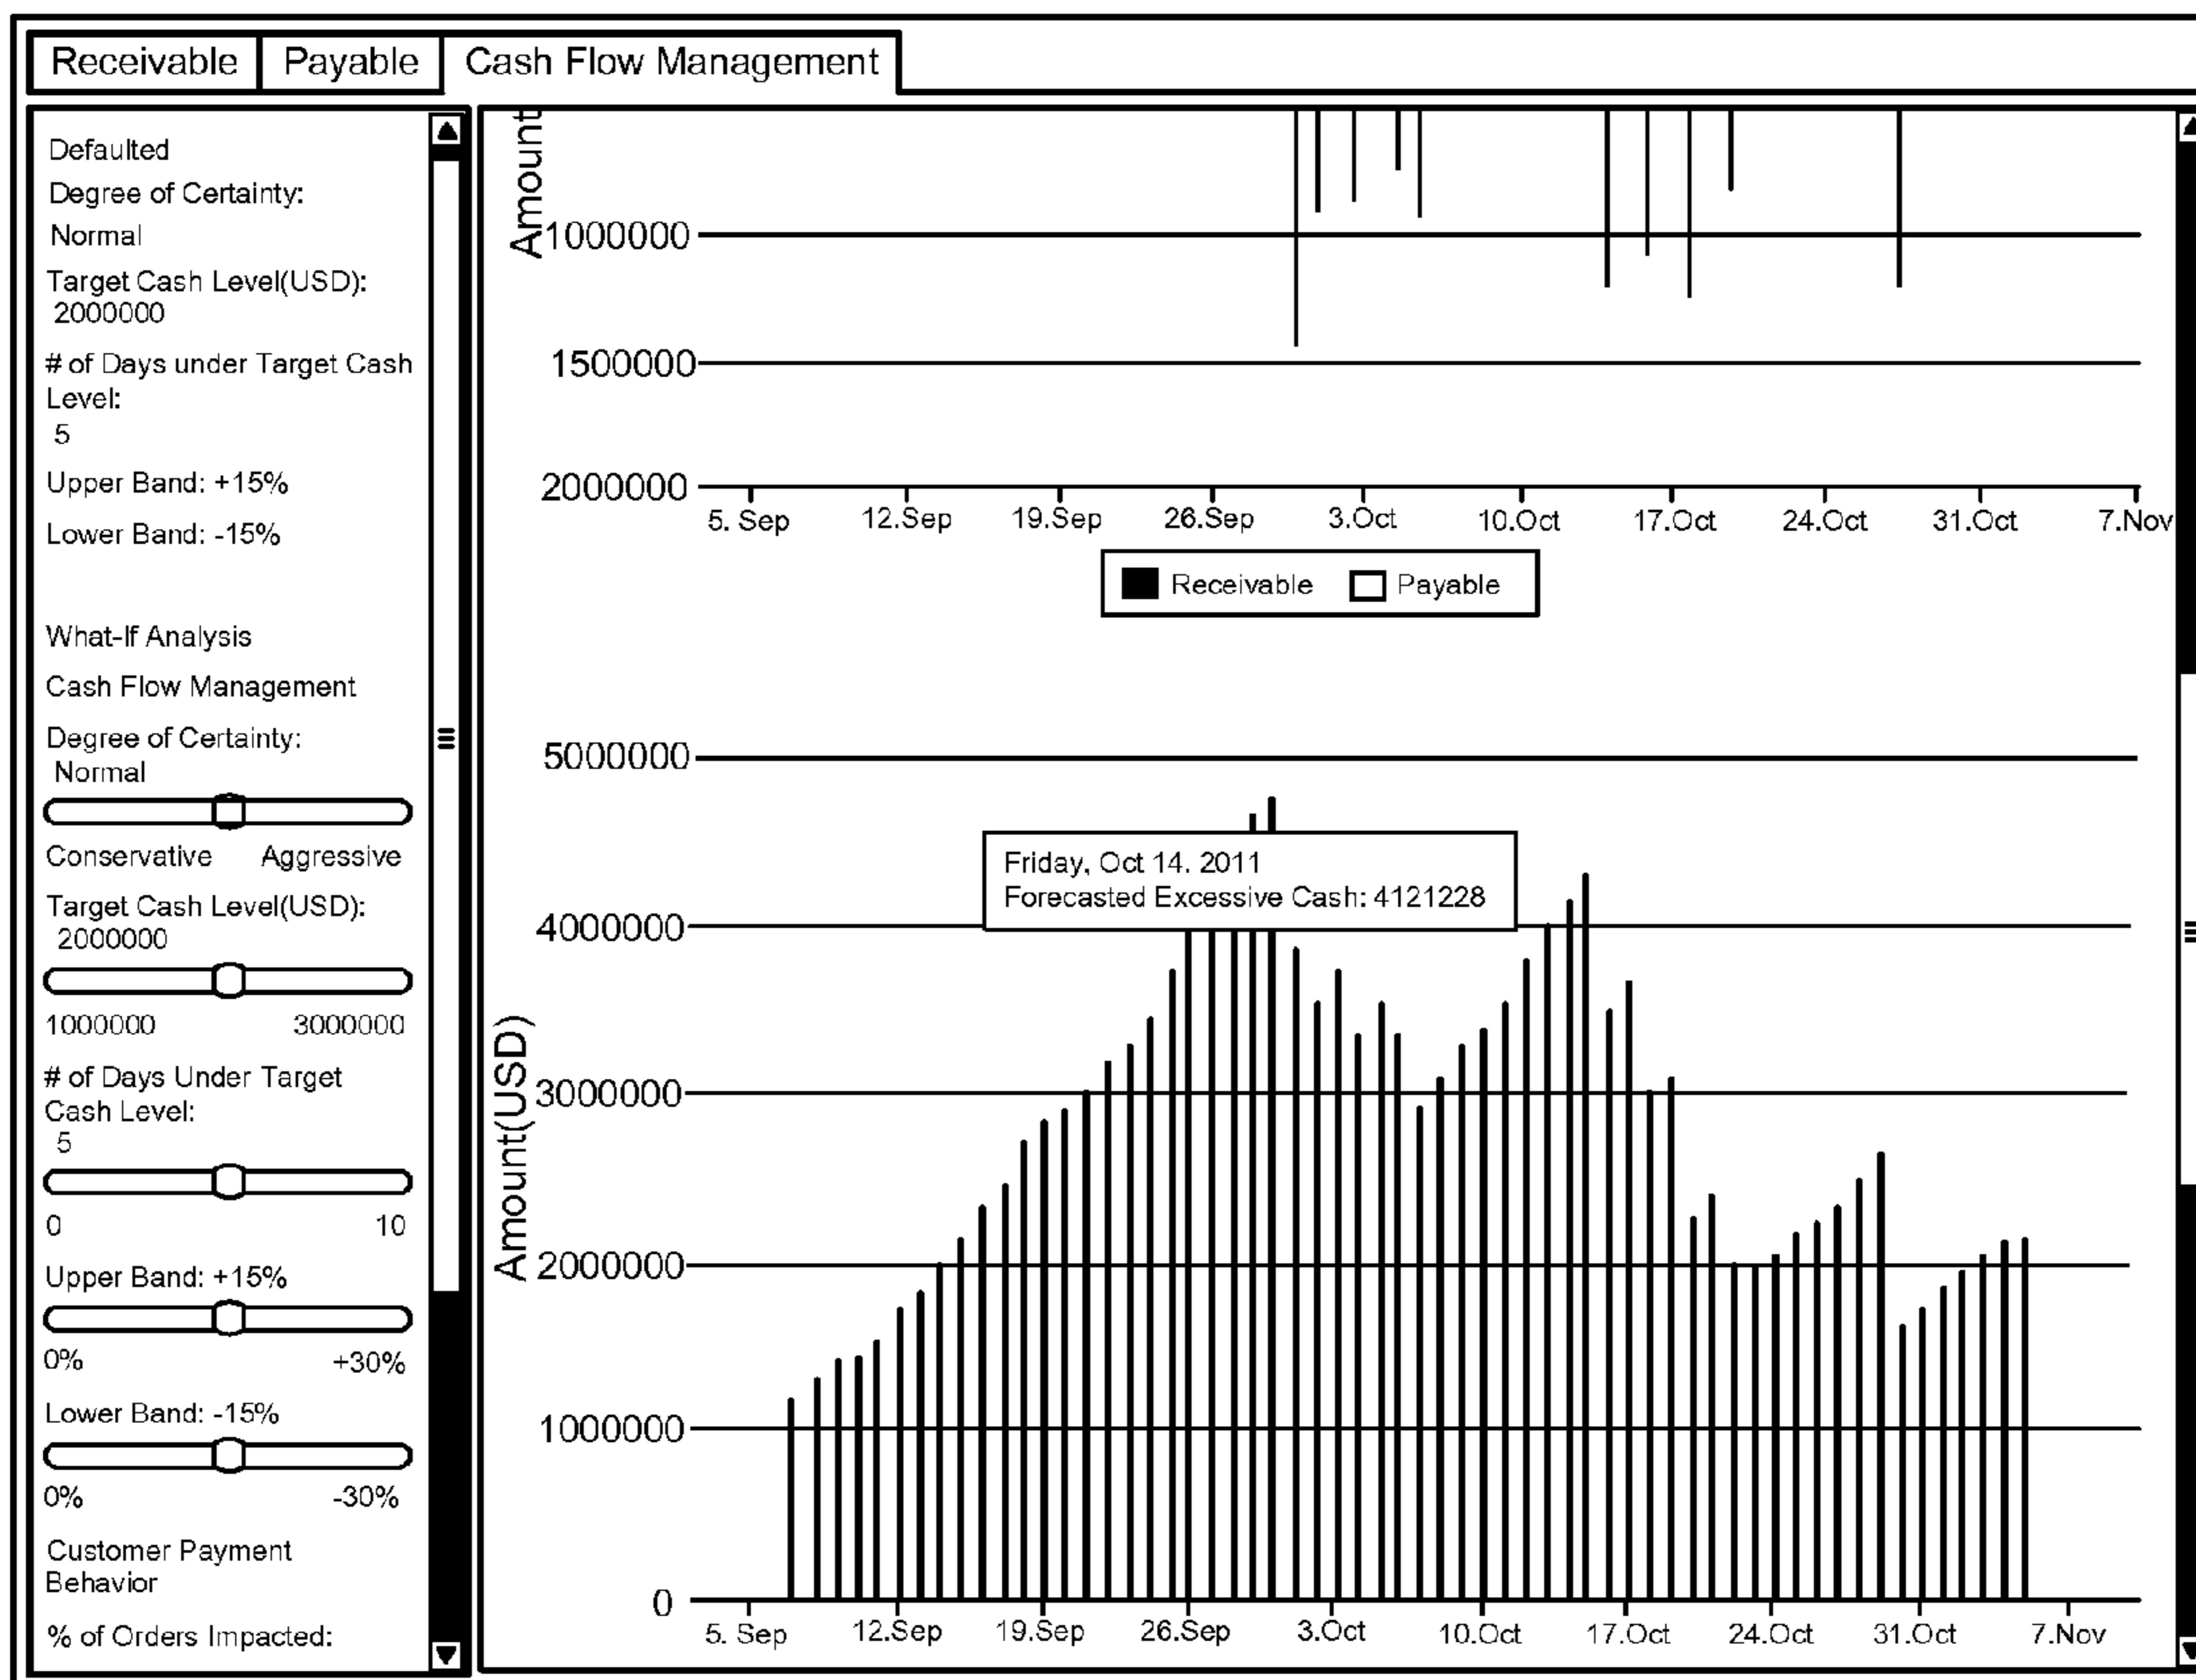 Receivable
Payable
Cash Flow Management
Defaulted
Degree of Certainty:
Normal
Target Cash Level(USD):
2000000
# of Days under Target Cash
Level:
5
Upper Band: +15%
Lower Band: -15%
What-If Analysis
Cash Flow Management
Degree of Certainty:
Normal
Conservative Aggressive
Target Cash Level(USD):
2000000
1000000 3000000
# of Days Under Target
Cash Level:
5
0 10
Upper Band: +15%
0% +30%
Lower Band: -15%
0% -30%
Customer Payment
Behavior
% of Orders Impacted:
Amount
1000000
1500000
2000000
5. Sep 12.Sep 19.Sep 26.Sep 3.Oct 10.Oct 17.Oct 24.Oct 31.Oct 7.Nov
Receivable Payable
Amount(USD)
5000000
Friday, Oct 14. 2011
Forecasted Excessive Cash: 4121228
4000000
3000000
2000000
1000000
0
5. Sep 12.Sep 19.Sep 26.Sep 3.Oct 10.Oct 17.Oct 24.Oct 31.Oct 7.Nov